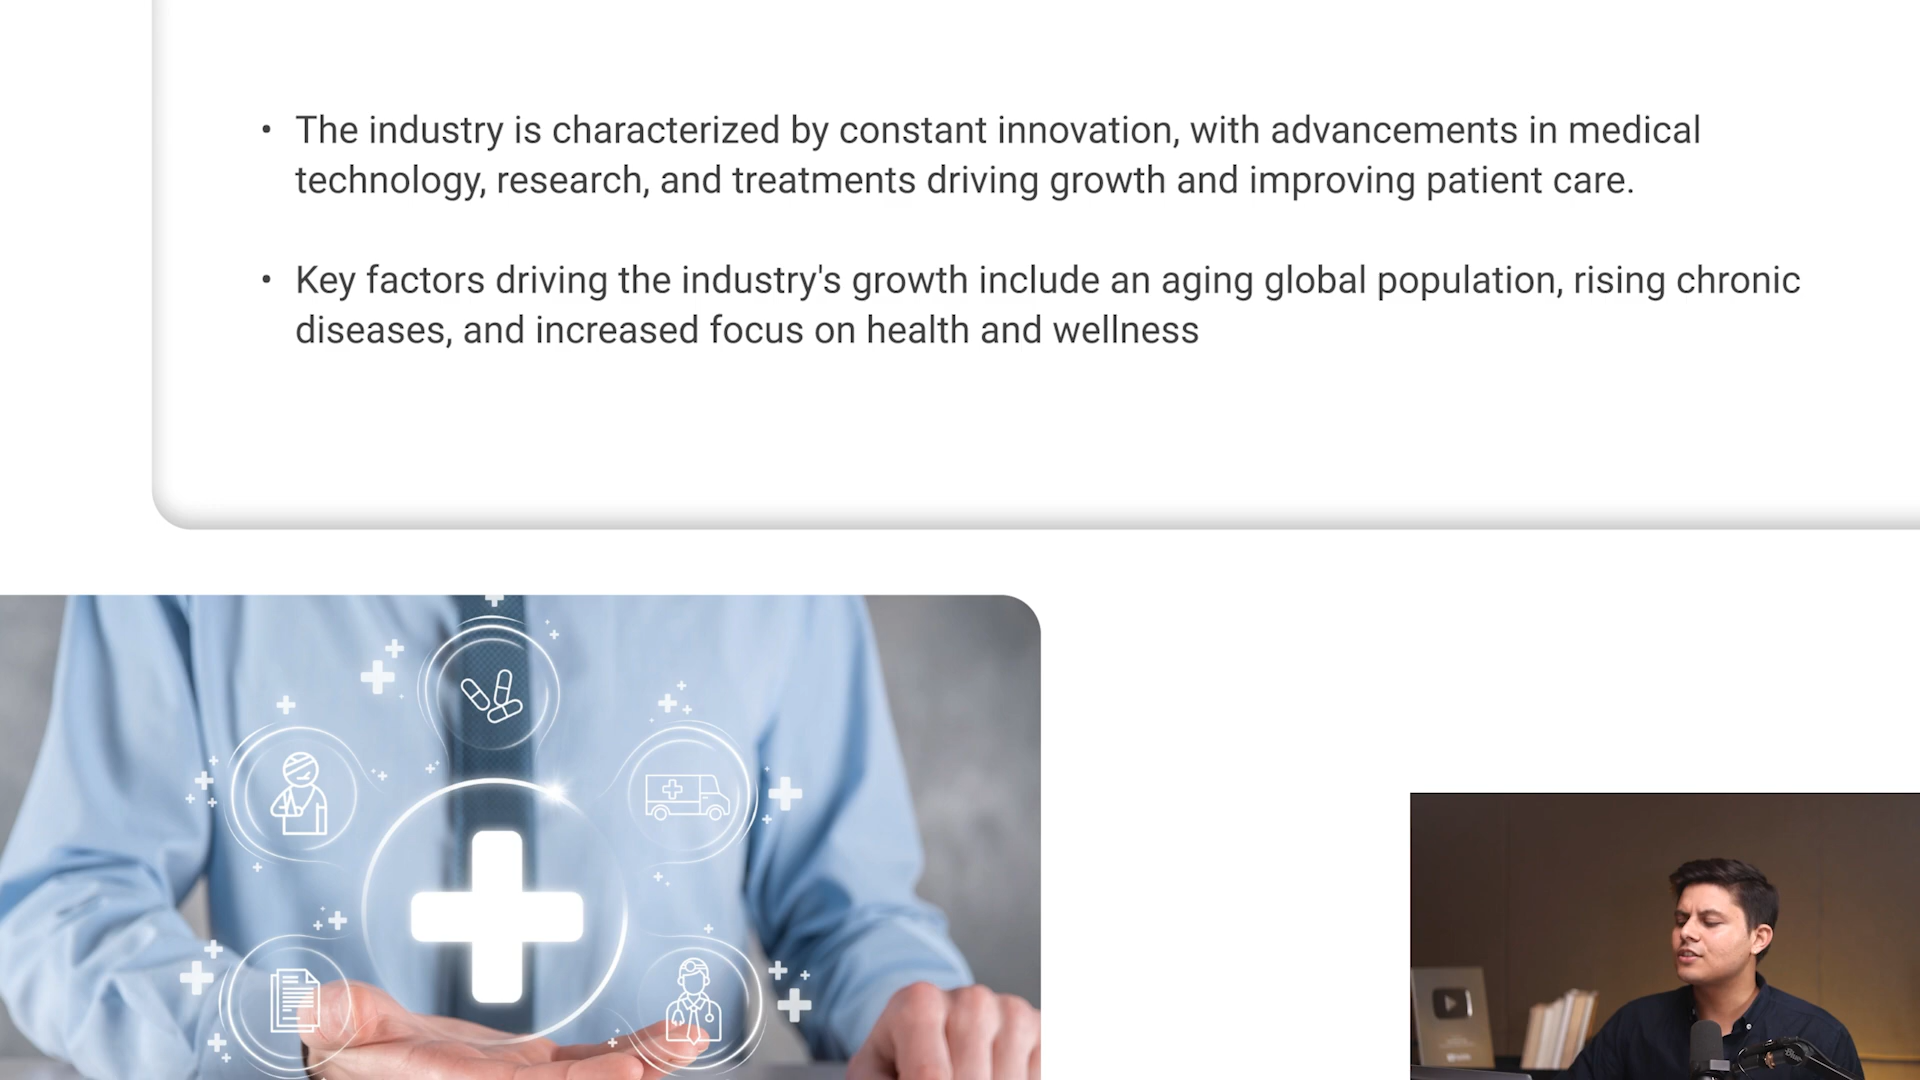 • The industry is characterized by constant innovation, with advancements in medical
technology, research, and treatments driving growth and improving patient care.
• Key factors driving the industry's growth include an aging global population, rising chronic
diseases, and increased focus on health and wellness